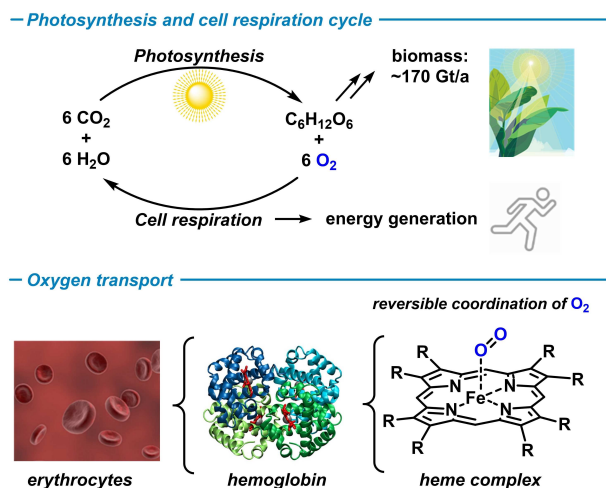 Photosynthesis and cell respiration cycle
Photosynthesis
biomass:
~170 Gt/a
6 CO2
+
6 H2O
C6H12O6
+
6 O2
Cell respiration
energy generation
Oxygen transport
reversible coordination of O2
O
O
R
R
R
R
N
N
Fe
N
N
R
R
R
R
erythrocytes
hemoglobin
heme complex